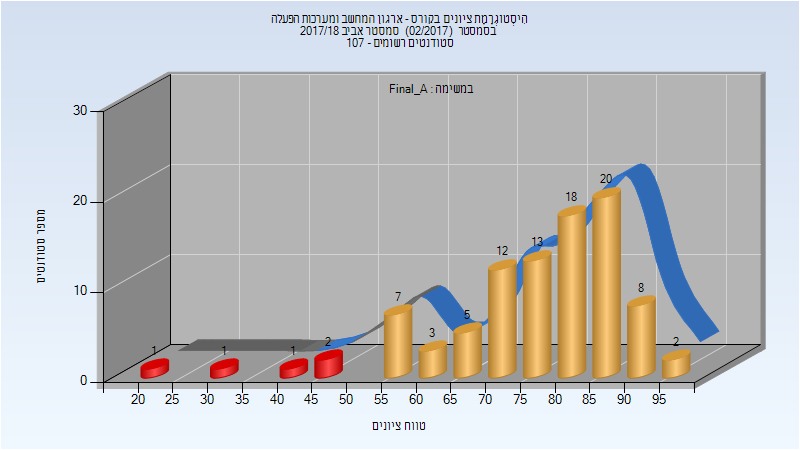 היסטוגרמת ציונים בקורס - ארגון המחשב ומערכות הפעלה
בסמסטר (02/2017) סמסטר אביב 2017/18
סטודנטים רשומים - 107
במשימה : Final_A
מספר סטודנטים
30
20
10
0
1
1
1
2
7
3
5
12
13
18
20
8
2
20 25 30 35 40 45 50 55 60 65 70 75 80 85 90 95
טווח ציונים